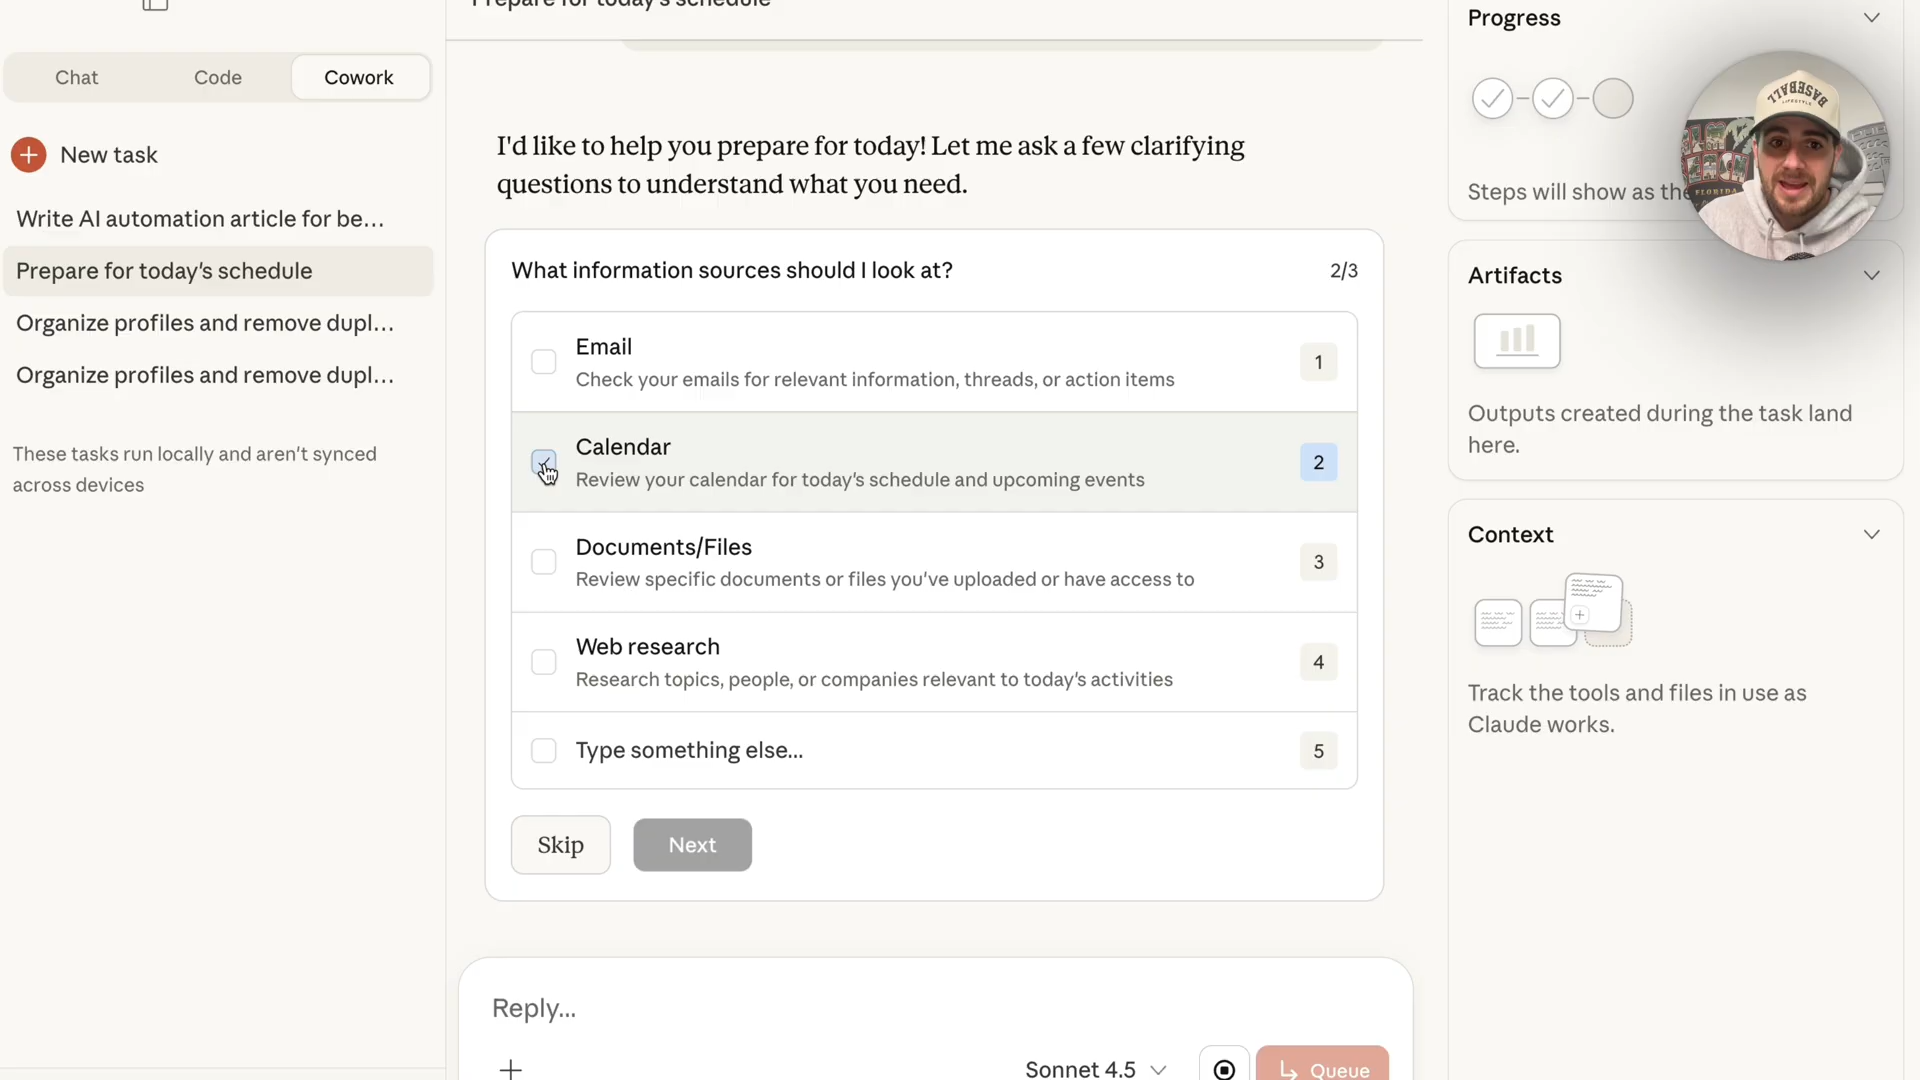 Prepare for today's schedule
Chat
Code
Cowork
New task
Write AI automation article for be...
Prepare for today's schedule
Organize profiles and remove dupl...
Organize profiles and remove dupl...
These tasks run locally and aren't synced
across devices
I'd like to help you prepare for today! Let me ask a few clarifying
questions to understand what you need.
What information sources should I look at?
2/3
Email
Check your emails for relevant information, threads, or action items
1
Calendar
Review your calendar for today's schedule and upcoming events
2
Documents/Files
Review specific documents or files you've uploaded or have access to
3
Web research
Research topics, people, or companies relevant to today's activities
4
Type something else...
5
Skip
Next
Reply...
Sonnet 4.5
Queue
Progress
Steps will show as the
BASEBALL
LIFESTYLE
FLORIDA
Artifacts
Outputs created during the task land
here.
Context
Track the tools and files in use as
Claude works.